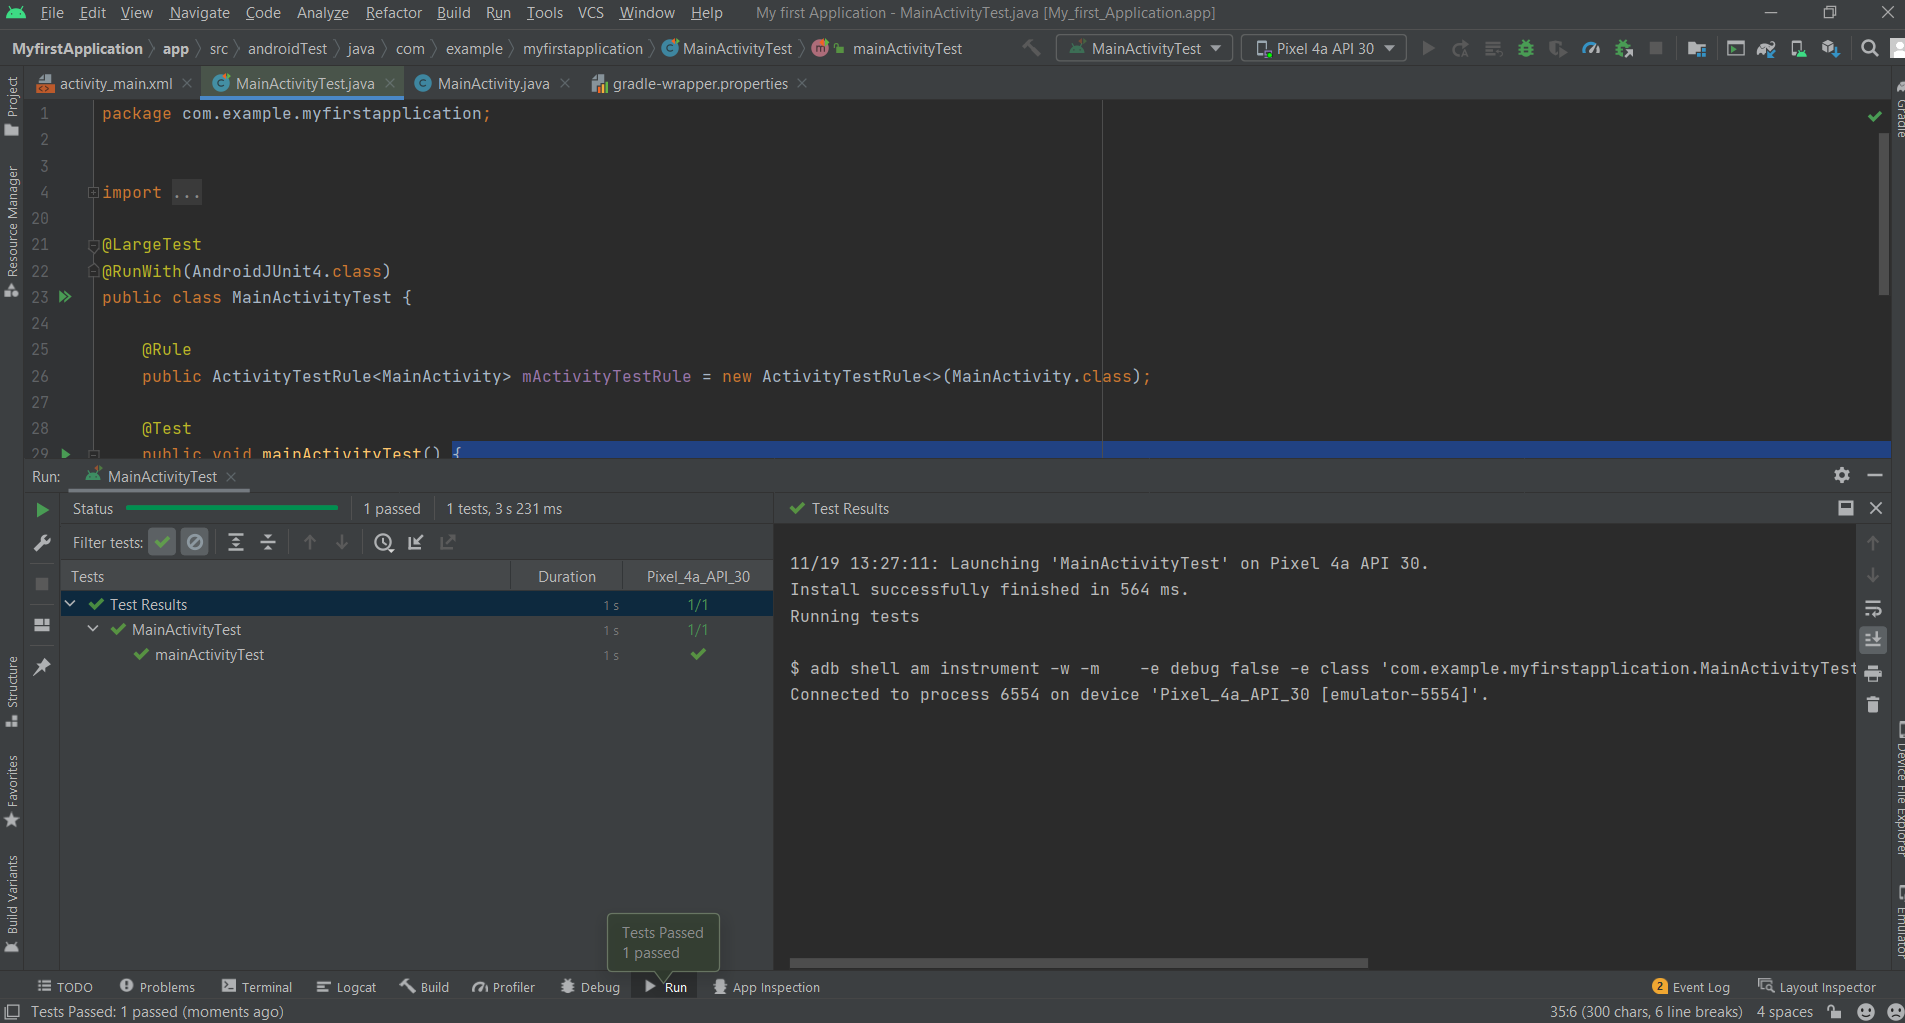 File Edit View Navigate Code Analyze Refactor Build Run Tools VCS Window Help My first Application - MainActivityTest.java [My_first_Application.app]
MyfirstApplication app src androidTest java com example myfirstapplication MainActivityTest mainActivityTest MainActivityTest Pixel 4a API 30
activity_main.xml MainActivityTest.java MainActivity.java gradle-wrapper.properties
Project
Resource Manager
Structure
Favorites
Build Variants
Gradle
Device File Explorer
Emulator
1 package com.example.myfirstapplication;
2
3
4 import ...
20
21 @LargeTest
22 @RunWith(AndroidJUnit4.class)
23 public class MainActivityTest {
24
25 @Rule
26 public ActivityTestRule<MainActivity> mActivityTestRule = new ActivityTestRule<>(MainActivity.class);
27
28 @Test
29 public void mainActivityTest() {
Run: MainActivityTest
Status 1 passed 1 tests, 3 s 231 ms
Filter tests:
Tests Duration Pixel_4a_API_30
Test Results 1 s 1/1
MainActivityTest 1 s 1/1
mainActivityTest 1 s
Test Results
11/19 13:27:11: Launching 'MainActivityTest' on Pixel 4a API 30.
Install successfully finished in 564 ms.
Running tests
$ adb shell am instrument -w -m -e debug false -e class 'com.example.myfirstapplication.MainActivityTest
Connected to process 6554 on device 'Pixel_4a_API_30 [emulator-5554]'.
Tests Passed
1 passed
TODO Problems Terminal Logcat Build Profiler Debug Run App Inspection 2 Event Log Layout Inspector
Tests Passed: 1 passed (moments ago) 35:6 (300 chars, 6 line breaks) 4 spaces